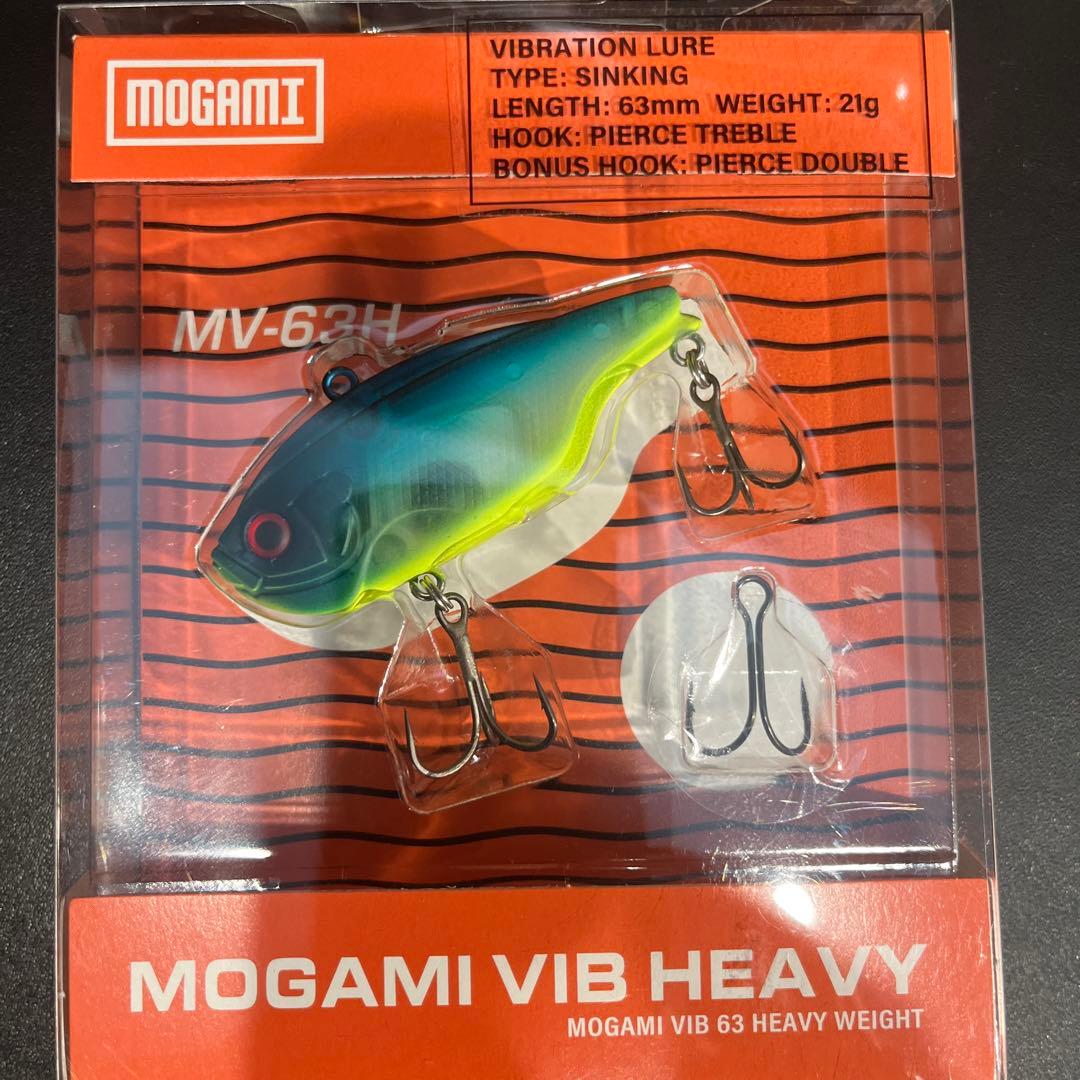 MOGAMI
VIBRATION LURE
TYPE: SINKING
LENGTH: 63mm WEIGHT: 21g
HOOK: PIERCE TREBLE
BONUS HOOK: PIERCE DOUBLE
MV-63H
MOGAMI VIB HEAVY
MOGAMI VIB 63 HEAVY WEIGHT